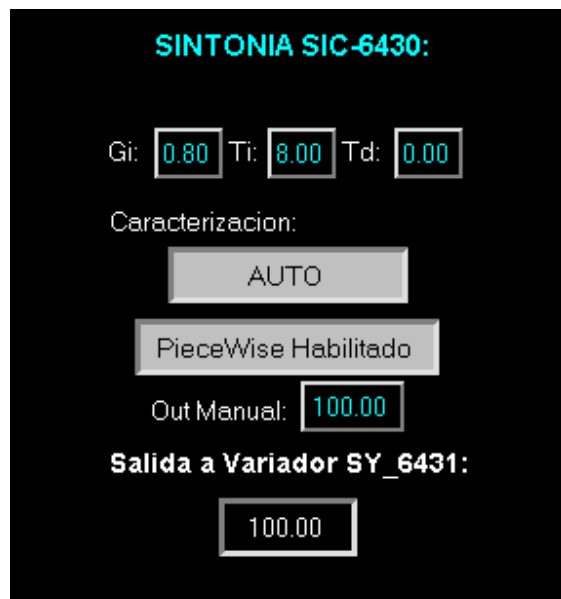 SINTONIA SIC-6430:
Gi: 0.80 Ti: 8.00 Td: 0.00
Caracterizacion:
AUTO
PieceWise Habilitado
Out Manual: 100.00
Salida a Variador SY_6431:
100.00